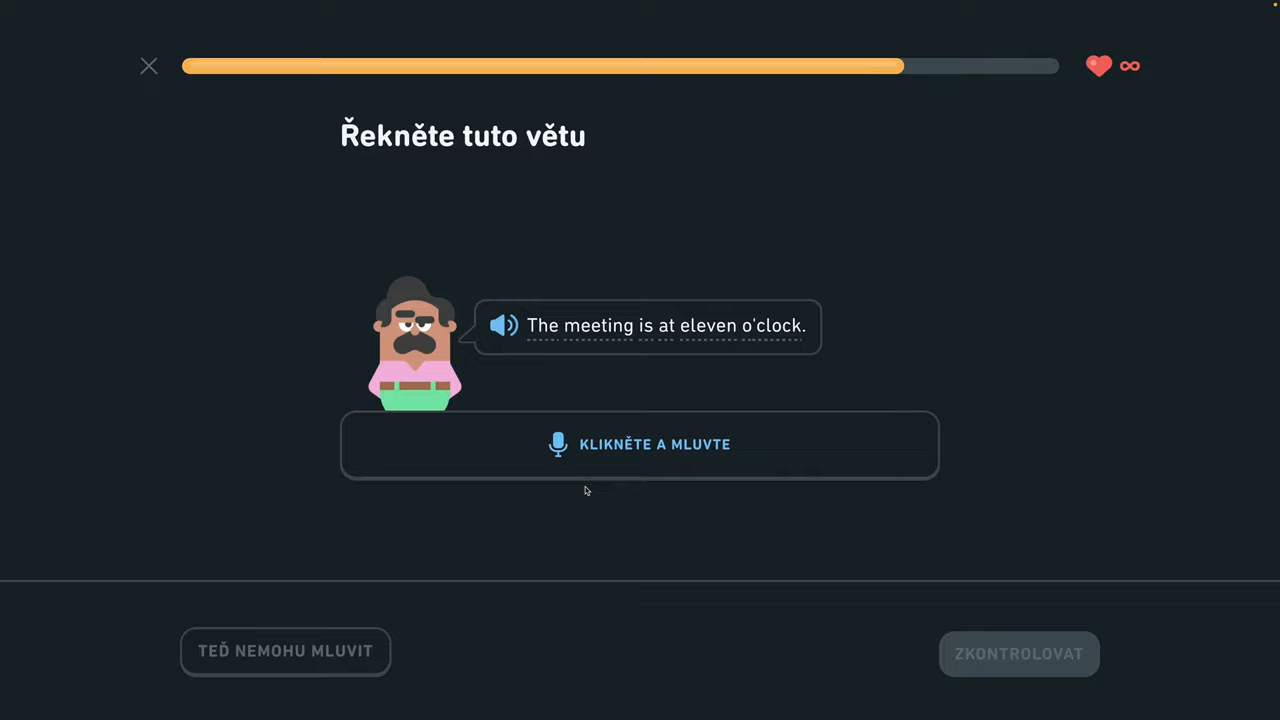 Řekněte tuto větu
The meeting is at eleven o'clock.
KLIKNĚTE A MLUVTE
TEĎ NEMOHU MLUVIT
ZKONTROLOVAT